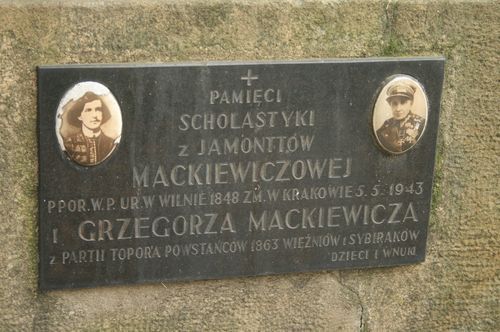 PAMIĘCI
SCHOLASTYKI
z JAMONTTÓW
MACKIEWICZOWEJ
PPOR.W.P. UR.W WILNIE 1848 ZM.W KRAKOWIE 5.5.1943
i GRZEGORZA MACKIEWICZA
z PARTII TOPORA POWSTAŃCÓW 1863 WIĘŹNIÓW i SYBIRAKÓW
DZIECI I WNUKI